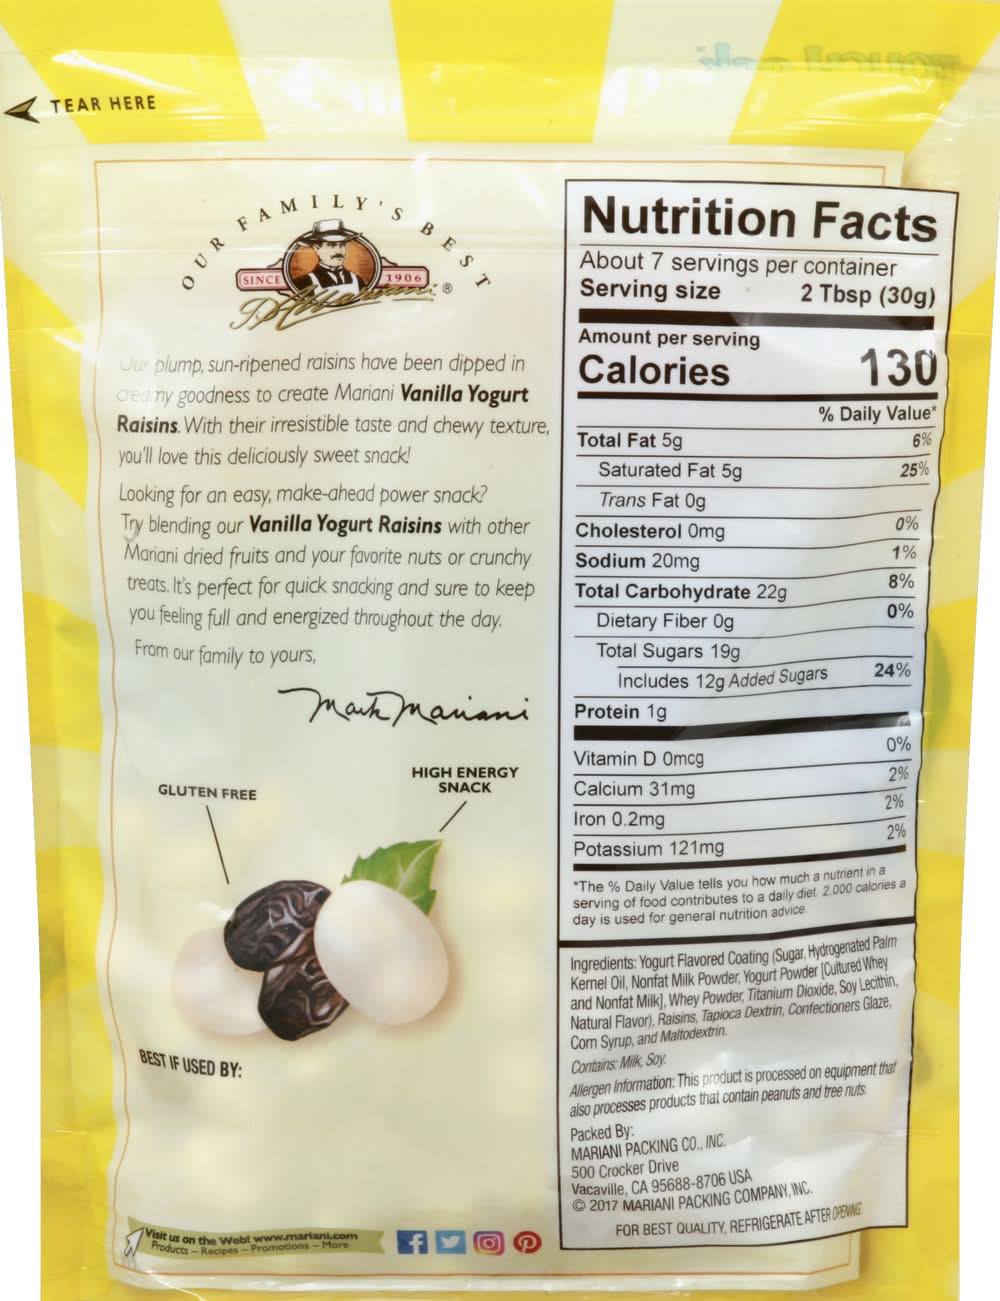 TEAR HERE
OUR FAMILY'S BEST
SINCE 1906
Mariani ®
Our plump, sun-ripened raisins have been dipped in
creamy goodness to create Mariani Vanilla Yogurt
Raisins. With their irresistible taste and chewy texture,
you'll love this deliciously sweet snack!
Looking for an easy, make-ahead power snack?
Try blending our Vanilla Yogurt Raisins with other
Mariani dried fruits and your favorite nuts or crunchy
treats. It's perfect for quick snacking and sure to keep
you feeling full and energized throughout the day.
From our family to yours,
Mark Mariani
GLUTEN FREE
HIGH ENERGY
SNACK
BEST IF USED BY:
Visit us on the Web! www.mariani.com
Products – Recipes – Promotions – More
Nutrition Facts
About 7 servings per container
Serving size 2 Tbsp (30g)
Amount per serving
Calories 130
% Daily Value*
Total Fat 5g 6%
Saturated Fat 5g 25%
Trans Fat 0g
Cholesterol 0mg 0%
Sodium 20mg 1%
Total Carbohydrate 22g 8%
Dietary Fiber 0g 0%
Total Sugars 19g
Includes 12g Added Sugars 24%
Protein 1g
Vitamin D 0mcg 0%
Calcium 31mg 2%
Iron 0.2mg 2%
Potassium 121mg 2%
*The % Daily Value tells you how much a nutrient in a
serving of food contributes to a daily diet. 2,000 calories a
day is used for general nutrition advice.
Ingredients: Yogurt Flavored Coating (Sugar, Hydrogenated Palm
Kernel Oil, Nonfat Milk Powder, Yogurt Powder [Cultured Whey
and Nonfat Milk], Whey Powder, Titanium Dioxide, Soy Lecithin,
Natural Flavor), Raisins, Tapioca Dextrin, Confectioners Glaze,
Corn Syrup, and Maltodextrin.
Contains: Milk, Soy.
Allergen Information: This product is processed on equipment that
also processes products that contain peanuts and tree nuts.
Packed By:
MARIANI PACKING CO., INC.
500 Crocker Drive
Vacaville, CA 95688-8706 USA
© 2017 MARIANI PACKING COMPANY, INC.
FOR BEST QUALITY, REFRIGERATE AFTER OPENING